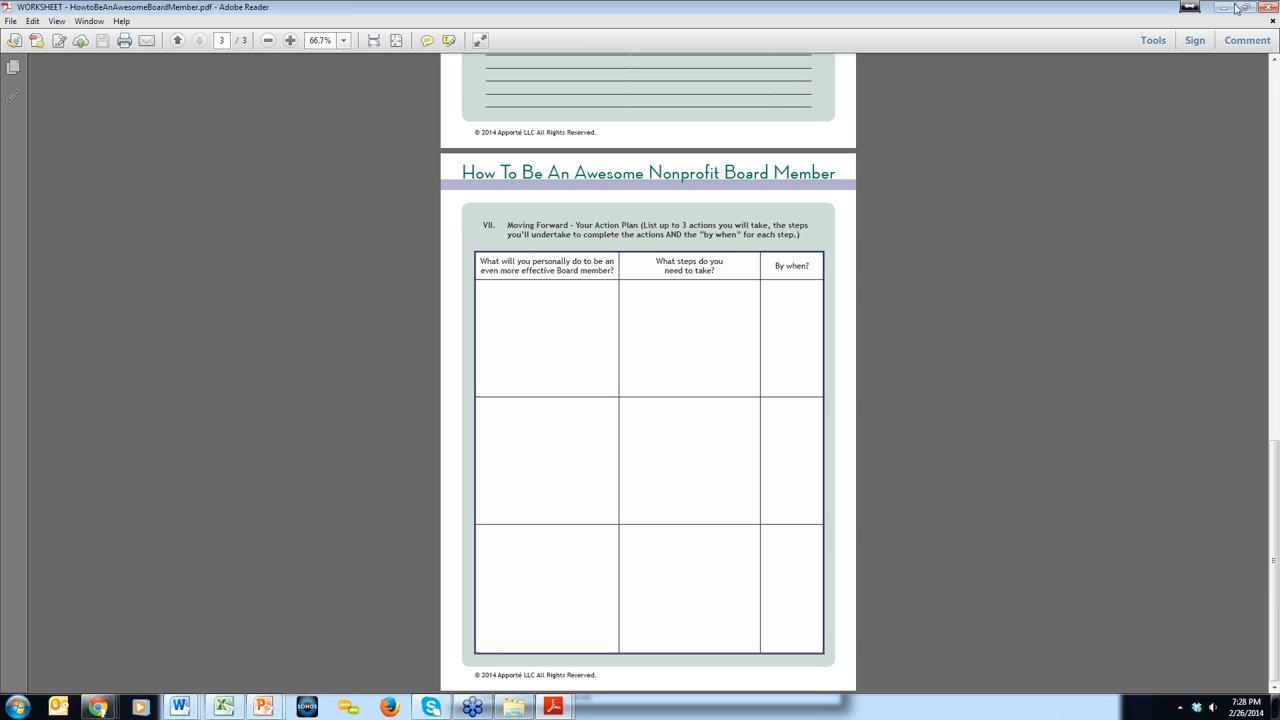 WORKSHEET - HowtoBeAnAwesomeBoardMember.pdf - Adobe Reader
File Edit View Window Help
3 / 3 66.7% Tools Sign Comment
© 2014 Apporté LLC All Rights Reserved.
How To Be An Awesome Nonprofit Board Member
VII. Moving Forward - Your Action Plan (List up to 3 actions you will take, the steps
you'll undertake to complete the actions AND the "by when" for each step.)
What will you personally do to be an
even more effective Board member?
What steps do you
need to take?
By when?
© 2014 Apporté LLC All Rights Reserved.
SONOS
7:28 PM
2/26/2014